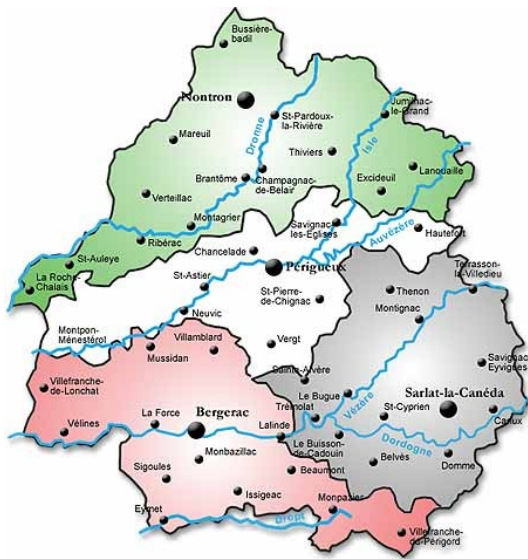 Bussière-
badil
Nontron
St-Pardoux-
la-Rivière
Jumilhac-
le-Grand
Dronne
Mareuil
Thiviers
Isle
Lanouaille
Brantôme
Champagnac-
de-Belair
Excideuil
Verteillac
Montagrier
Savignac
les-Eglises
Auvézère
Hautefort
Ribérac
Chancelade
St-Auleye
Périgueux
Terrasson-
la-Villedieu
La Roche-
Chalais
St-Astier
St-Pierre-
de-Chignac
Thenon
Montignac
Neuvic
Montpon-
Ménestérol
Villamblard
Vergt
Mussidan
Savignac
Eyvigues
Sainte-Alvère
Villefranche-
de-Lonchat
Le Bugue
Vézère
Sarlat-la-Canéda
La Force
Bergerac
Trémolat
St-Cyprien
Carlux
Vélines
Lalinde
Le Buisson-
de-Cadouin
Dordogne
Monbazillac
Belvès
Domme
Sigoules
Beaumont
Issigeac
Monpazier
Eymet
Dropt
Villefranche-
du-Périgord